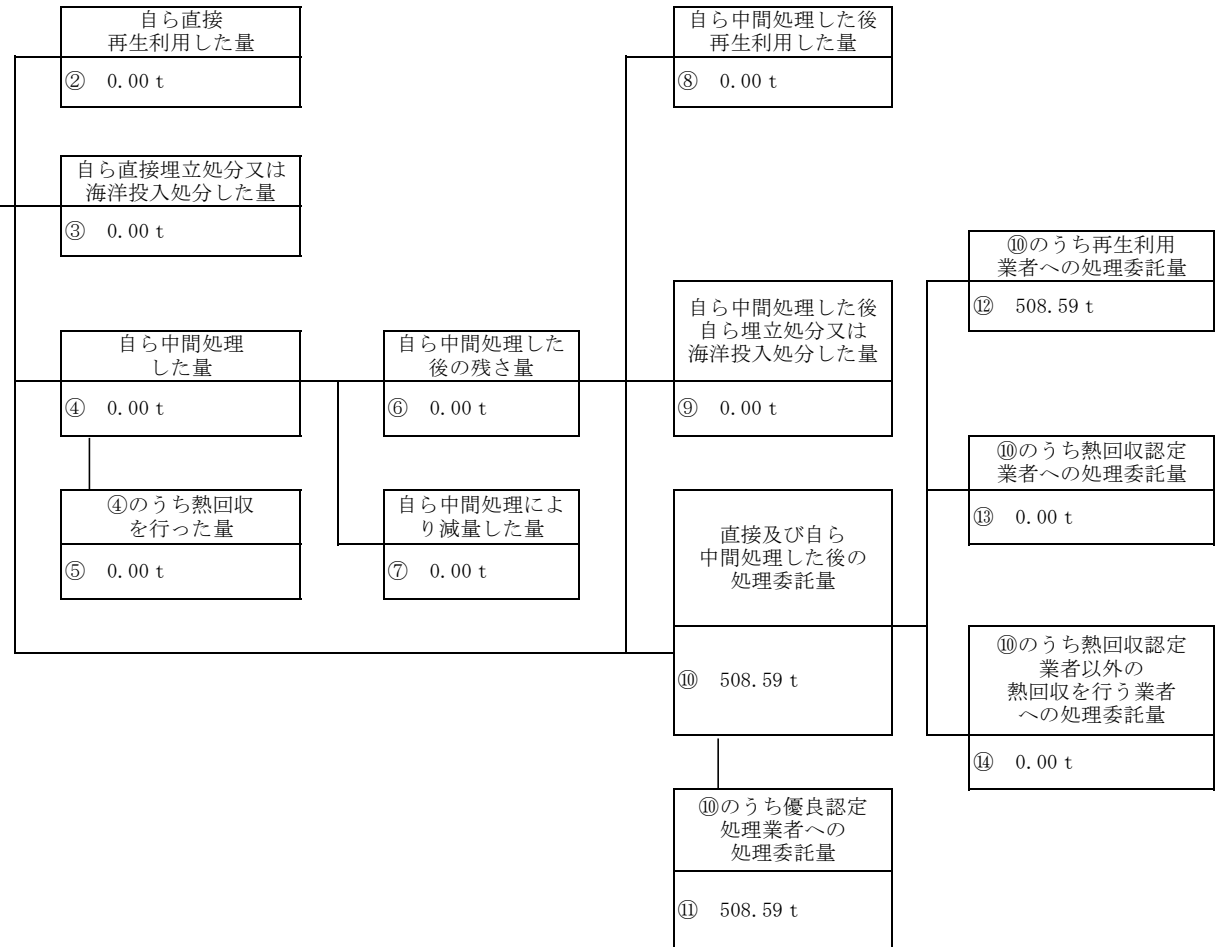 自ら直接
再生利用した量
② 0.00 t
自ら中間処理した後
再生利用した量
⑧ 0.00 t
自ら直接埋立処分又は
海洋投入処分した量
③ 0.00 t
⑩のうち再生利用
業者への処理委託量
⑫ 508.59 t
自ら中間処理
した量
④ 0.00 t
自ら中間処理した
後の残さ量
⑥ 0.00 t
自ら中間処理した後
自ら埋立処分又は
海洋投入処分した量
⑨ 0.00 t
⑩のうち熱回収認定
業者への処理委託量
⑬ 0.00 t
④のうち熱回収
を行った量
⑤ 0.00 t
自ら中間処理によ
り減量した量
⑦ 0.00 t
直接及び自ら
中間処理した後の
処理委託量
⑩ 508.59 t
⑩のうち熱回収認定
業者以外の
熱回収を行う業者
への処理委託量
⑭ 0.00 t
⑩のうち優良認定
処理業者への
処理委託量
⑪ 508.59 t